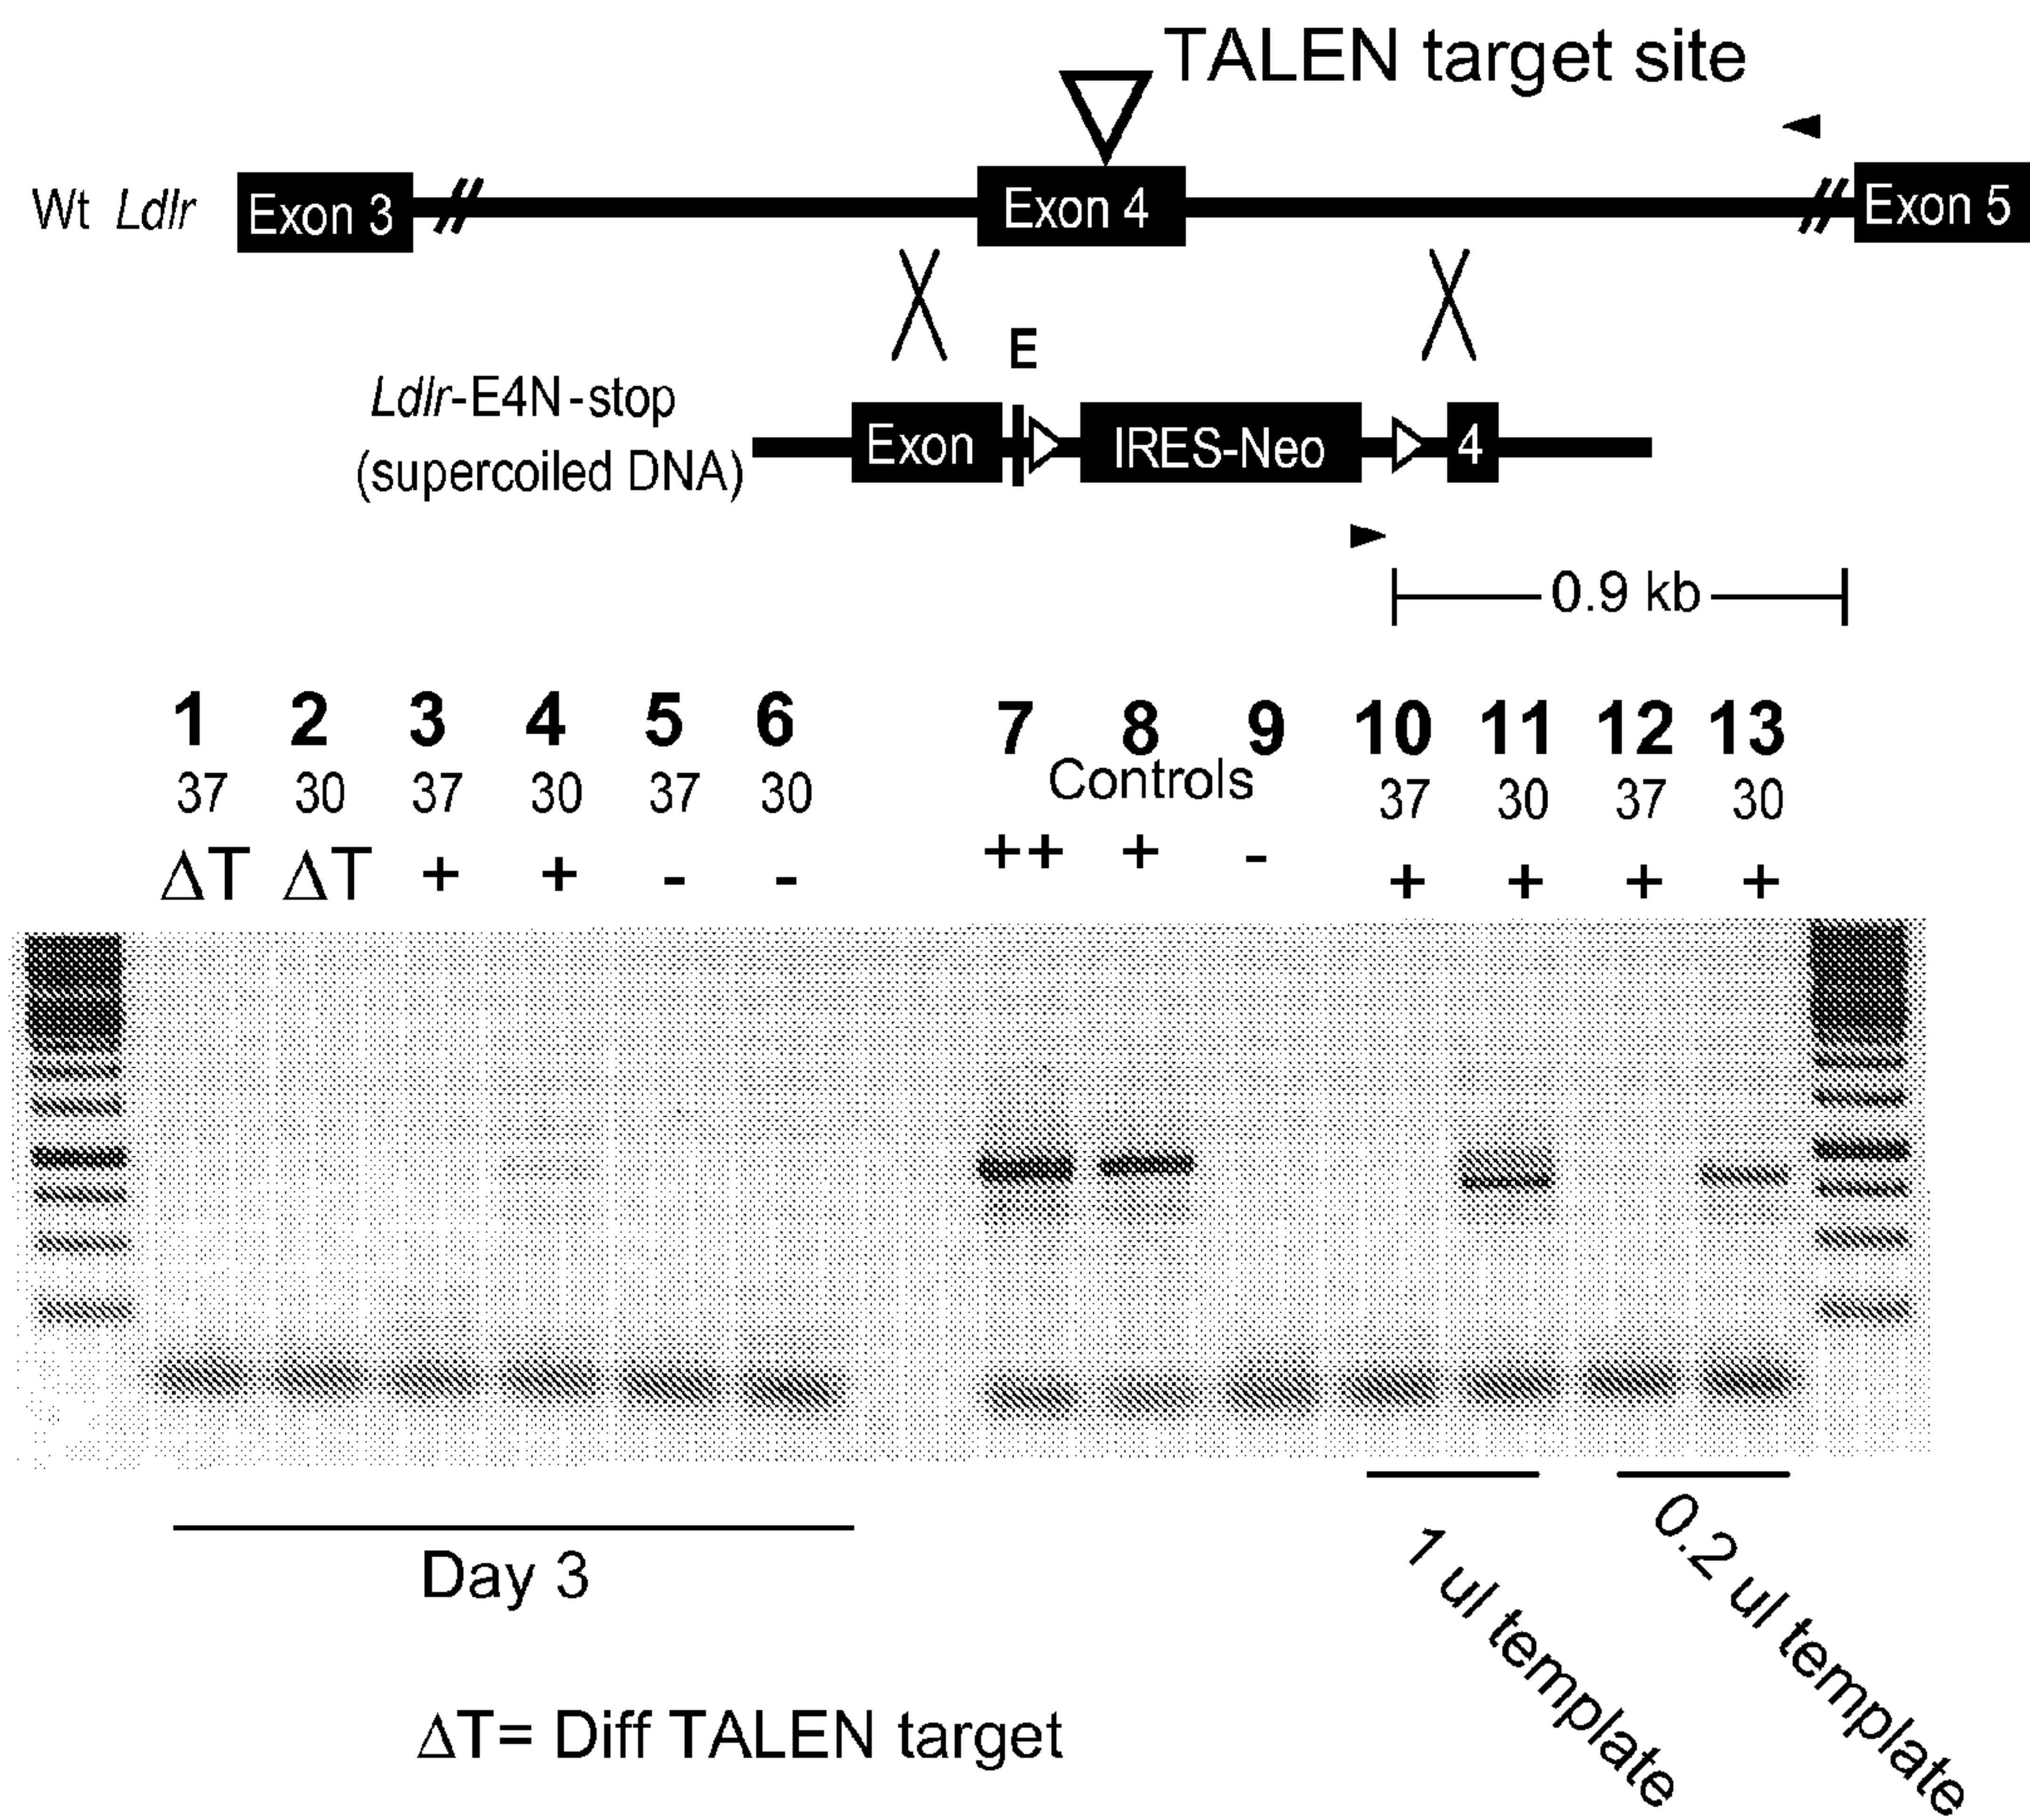 TALEN target site
Wt Ldlr Exon 3 Exon 4 Exon 5
E
Ldlr-E4N-stop
(supercoiled DNA)
Exon IRES-Neo 4
0.9 kb
1 2 3 4 5 6 7 8 9 10 11 12 13
Controls
37 30 37 30 37 30 37 30 37 30
ΔT ΔT + + - - ++ + - + + + +
Day 3
1 ul template
0.2 ul template
ΔT= Diff TALEN target